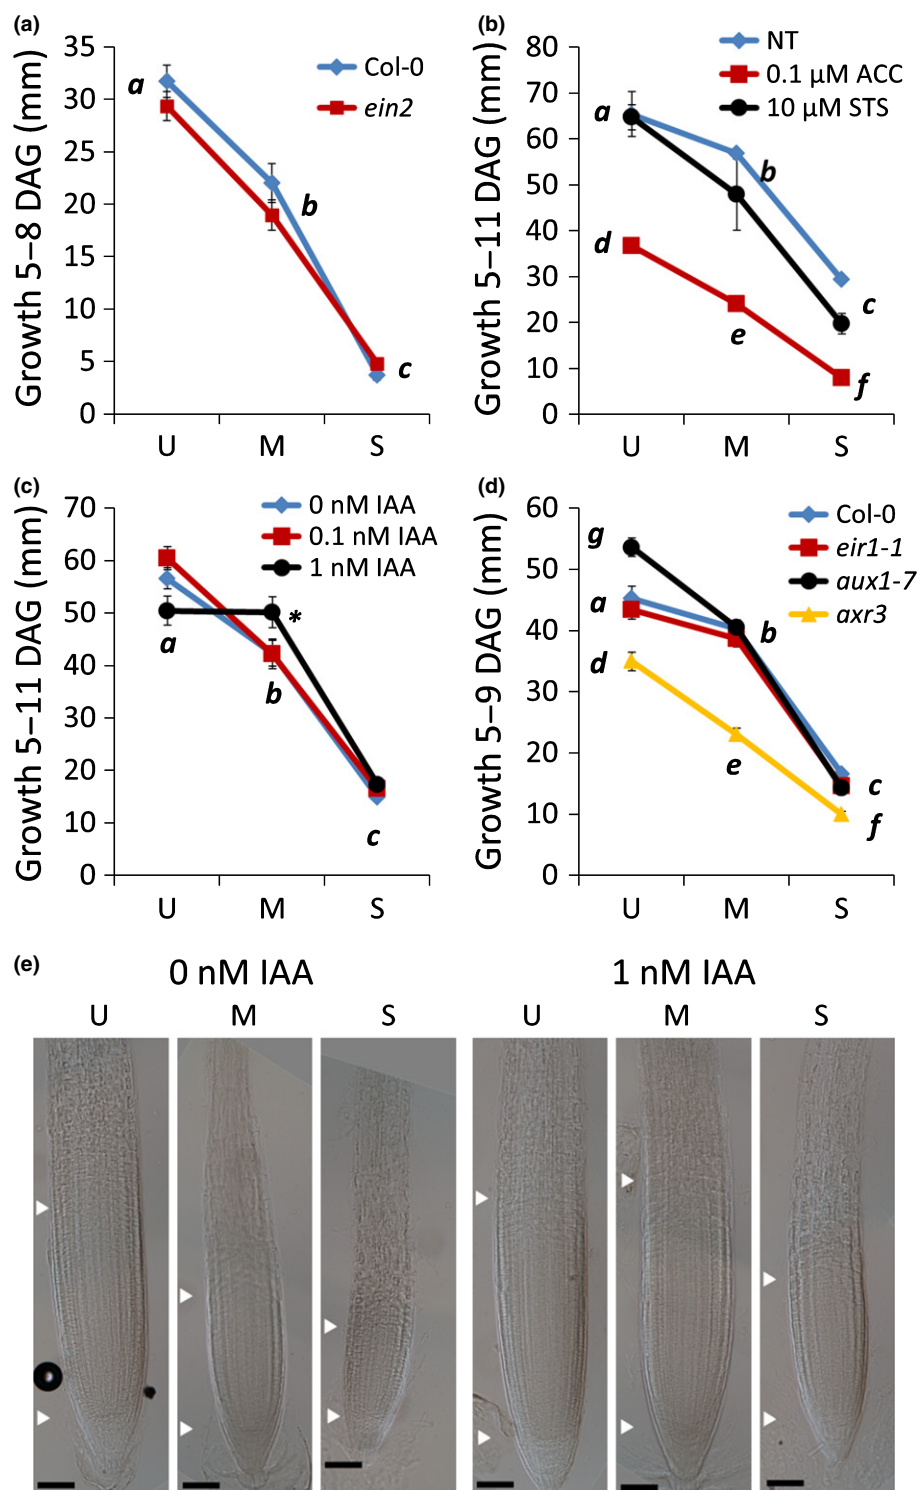 (a)
Growth 5–8 DAG (mm)
35
30
25
20
15
10
5
0
Col-0
ein2
a
b
c
U M S
(b)
Growth 5–11 DAG (mm)
80
70
60
50
40
30
20
10
0
NT
0.1 µM ACC
10 µM STS
a
b
c
d
e
f
U M S
(c)
Growth 5–11 DAG (mm)
70
60
50
40
30
20
10
0
0 nM IAA
0.1 nM IAA
1 nM IAA
a
*
b
c
U M S
(d)
Growth 5–9 DAG (mm)
60
50
40
30
20
10
0
Col-0
eir1-1
aux1-7
axr3
g
a
b
d
e
c
f
U M S
(e)
0 nM IAA 1 nM IAA
U M S U M S